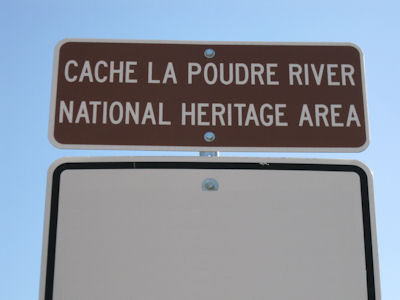 CACHE LA POUDRE RIVER
NATIONAL HERITAGE AREA